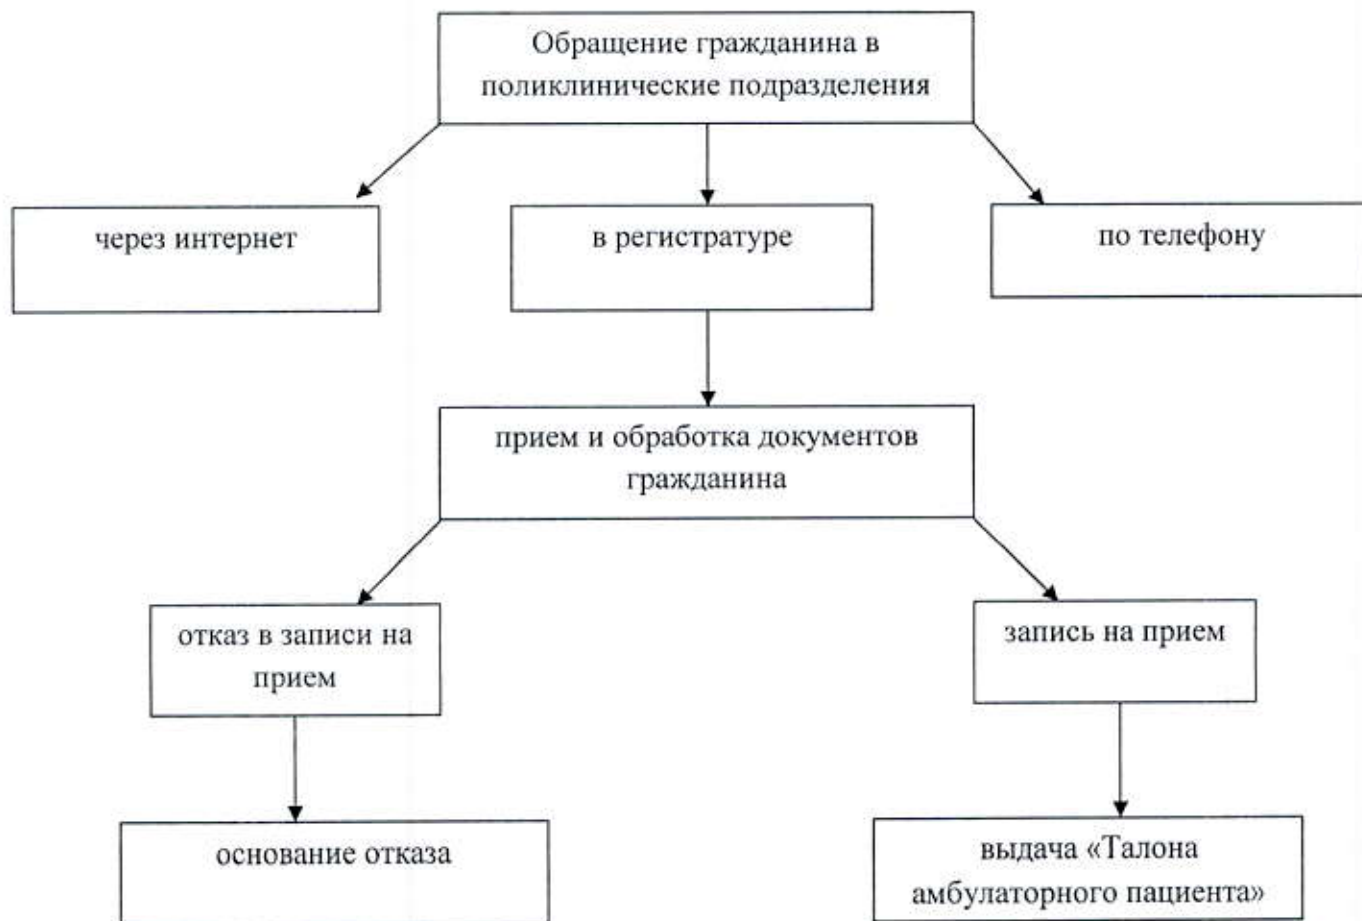 Обращение гражданина в
поликлинические подразделения
через интернет
в регистратуре
по телефону
прием и обработка документов
гражданина
отказ в записи на
прием
запись на прием
основание отказа
выдача «Талона
амбулаторного пациента»